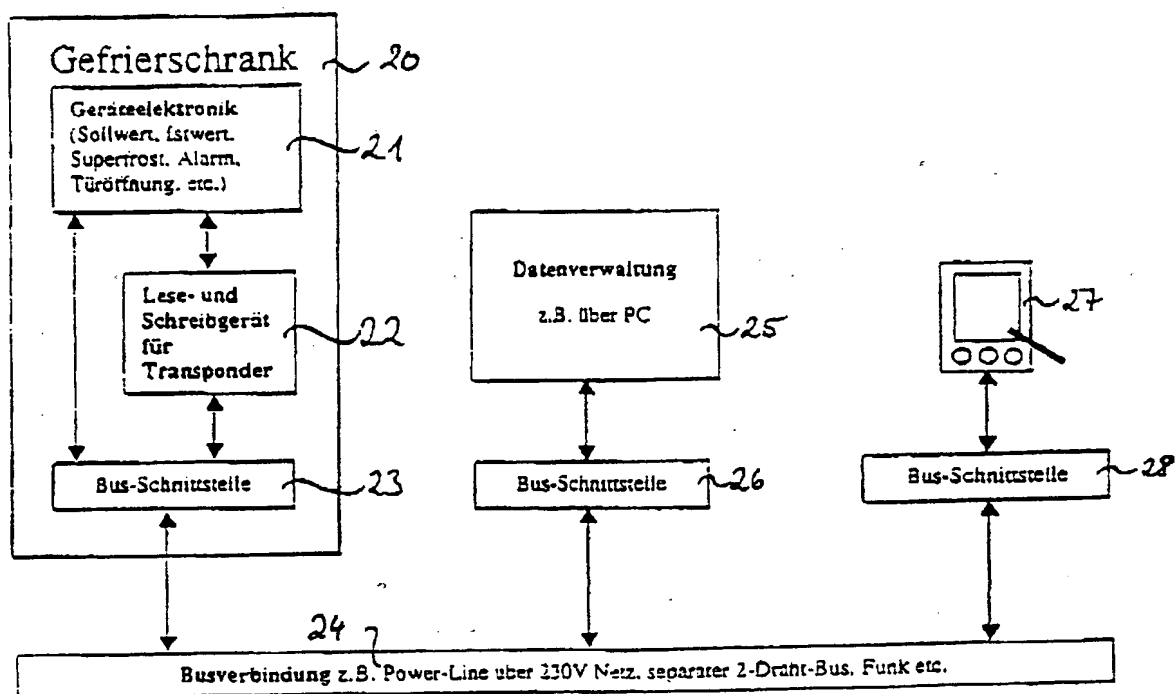 Gefrierschrank
20
Geräteelektronik
(Sollwert, Istwert,
Superfrost, Alarm,
Türöffnung, etc.)
21
Lese- und
Schreibgerät
für
Transponder
22
Bus-Schnittstelle
23
Datenverwaltung
z.B. über PC
25
Bus-Schnittstelle
26
27
Bus-Schnittstelle
28
24
Busverbindung z.B. Power-Line über 230V Netz, separater 2-Draht-Bus, Funk etc.